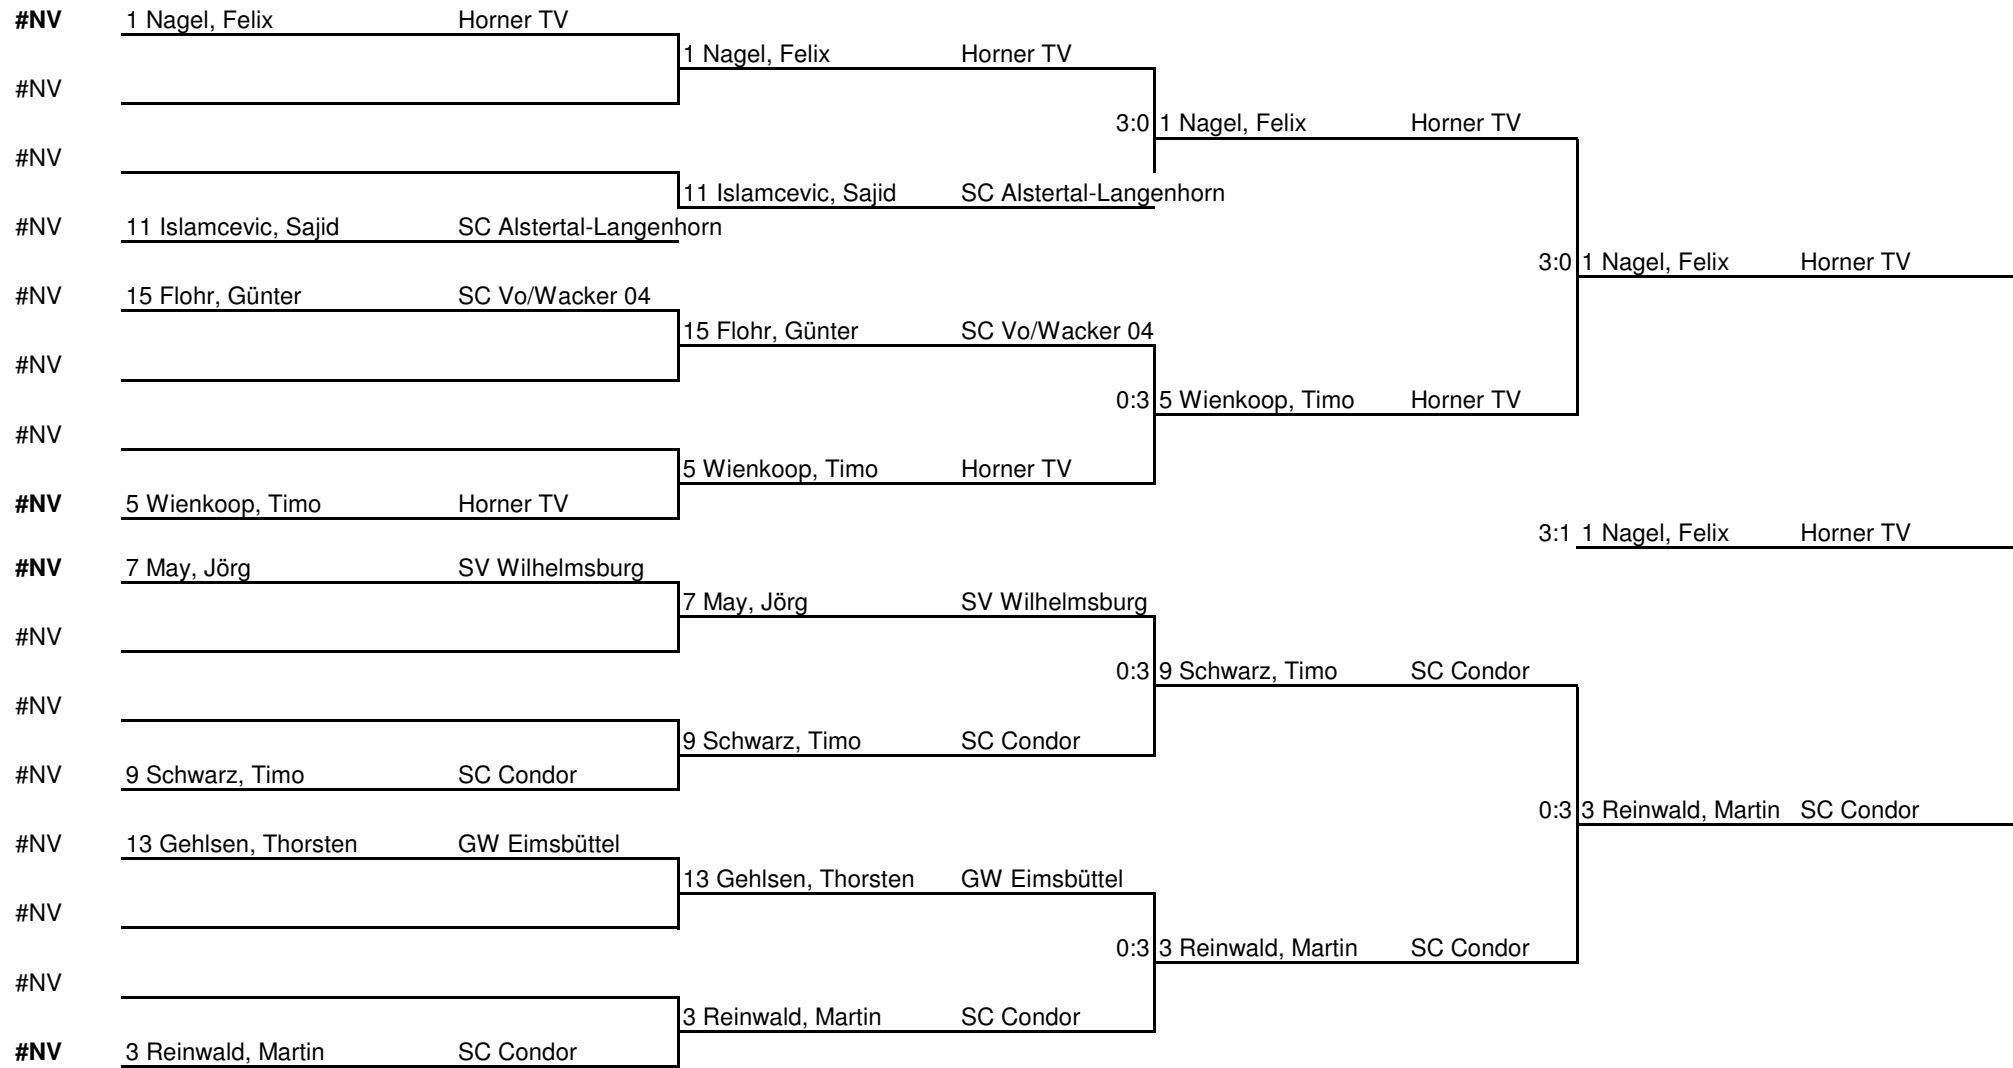 #NV 1 Nagel, Felix Horner TV
1 Nagel, Felix Horner TV
#NV
3:0 1 Nagel, Felix Horner TV
#NV
11 Islamcevic, Sajid SC Alstertal-Langenhorn
#NV 11 Islamcevic, Sajid SC Alstertal-Langenhorn
3:0 1 Nagel, Felix Horner TV
#NV 15 Flohr, Günter SC Vo/Wacker 04
15 Flohr, Günter SC Vo/Wacker 04
#NV
0:3 5 Wienkoop, Timo Horner TV
#NV
5 Wienkoop, Timo Horner TV
#NV 5 Wienkoop, Timo Horner TV
3:1 1 Nagel, Felix Horner TV
#NV 7 May, Jörg SV Wilhelmsburg
7 May, Jörg SV Wilhelmsburg
#NV
0:3 9 Schwarz, Timo SC Condor
#NV
9 Schwarz, Timo SC Condor
#NV 9 Schwarz, Timo SC Condor
0:3 3 Reinwald, Martin SC Condor
#NV 13 Gehlsen, Thorsten GW Eimsbüttel
13 Gehlsen, Thorsten GW Eimsbüttel
#NV
0:3 3 Reinwald, Martin SC Condor
#NV
3 Reinwald, Martin SC Condor
#NV 3 Reinwald, Martin SC Condor